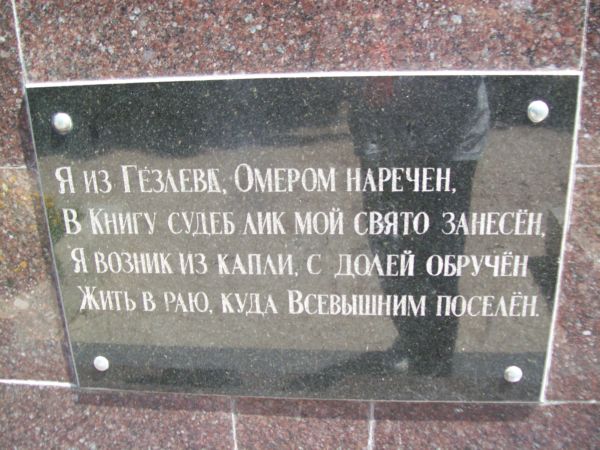 Я из Гёзлева, Омером наречен,
В Книгу судеб лик мой свято занесён,
Я возник из капли, с долей обручён
Жить в раю, куда Всевышним поселён.